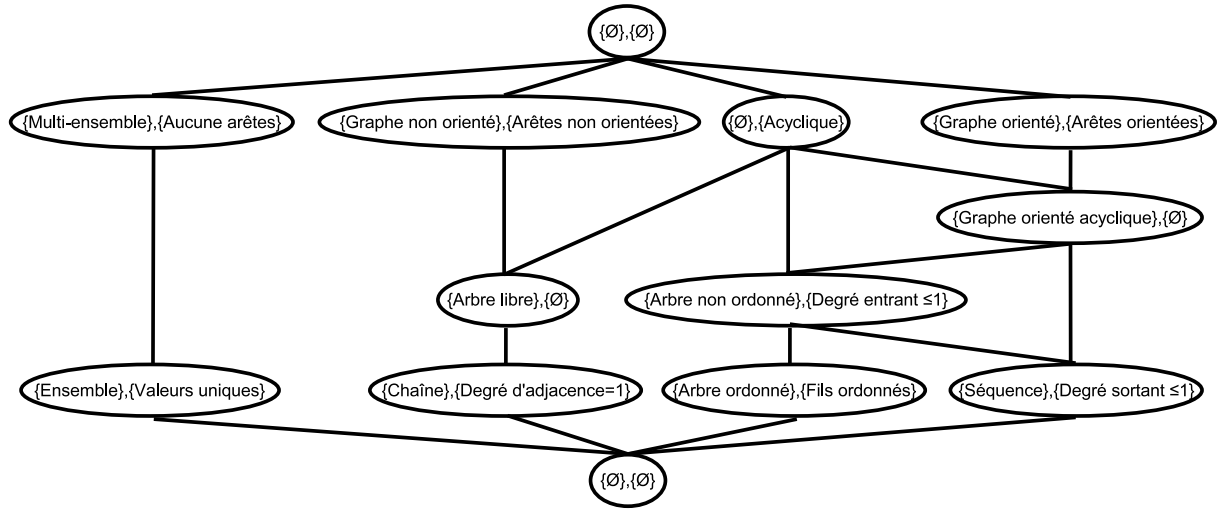 {Ø},{Ø}
{Multi-ensemble},{Aucune arêtes}
{Graphe non orienté},{Arêtes non orientées}
{Ø},{Acyclique}
{Graphe orienté},{Arêtes orientées}
{Graphe orienté acyclique},{Ø}
{Arbre libre},{Ø}
{Arbre non ordonné},{Degré entrant ≤1}
{Ensemble},{Valeurs uniques}
{Chaîne},{Degré d'adjacence=1}
{Arbre ordonné},{Fils ordonnés}
{Séquence},{Degré sortant ≤1}
{Ø},{Ø}